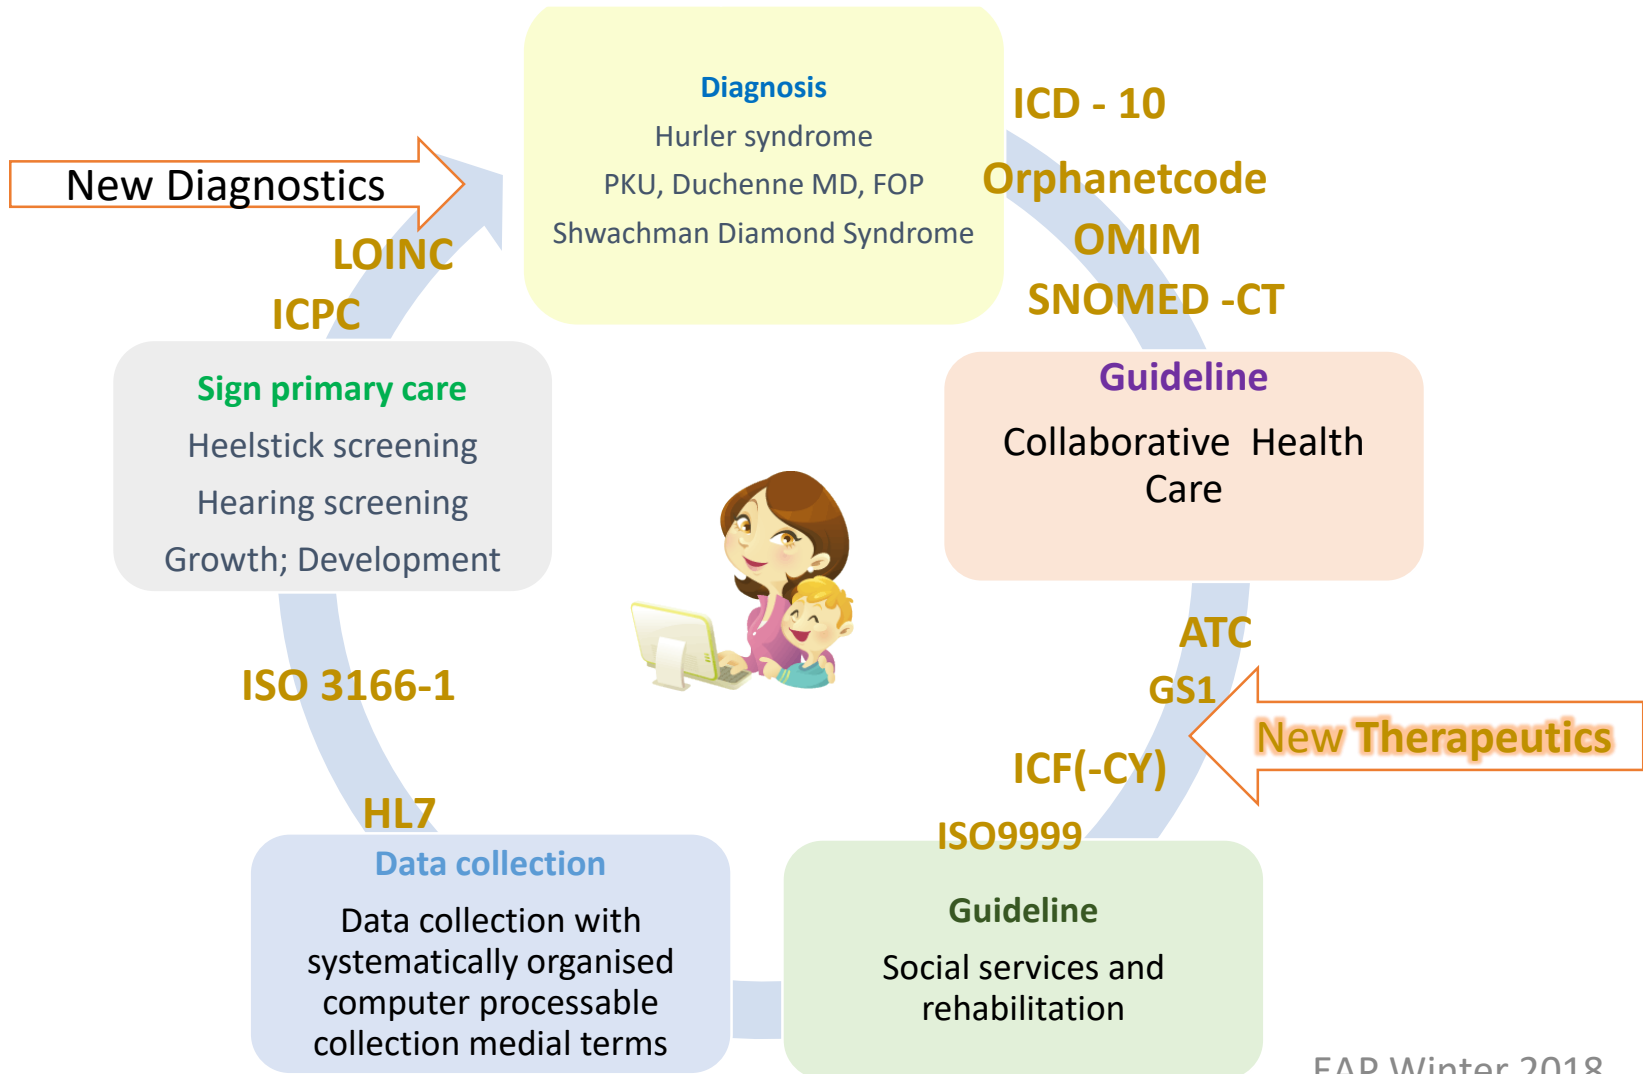 Diagnosis
Hurler syndrome
PKU, Duchenne MD, FOP
Shwachman Diamond Syndrome
ICD - 10
Orphanetcode
OMIM
SNOMED -CT
New Diagnostics
LOINC
ICPC
Sign primary care
Heelstick screening
Hearing screening
Growth; Development
Guideline
Collaborative Health
Care
ATC
GS1
New Therapeutics
ICF(-CY)
ISO9999
ISO 3166-1
HL7
Data collection
Data collection with
systematically organised
computer processable
collection medial terms
Guideline
Social services and
rehabilitation
EAP Winter 2018